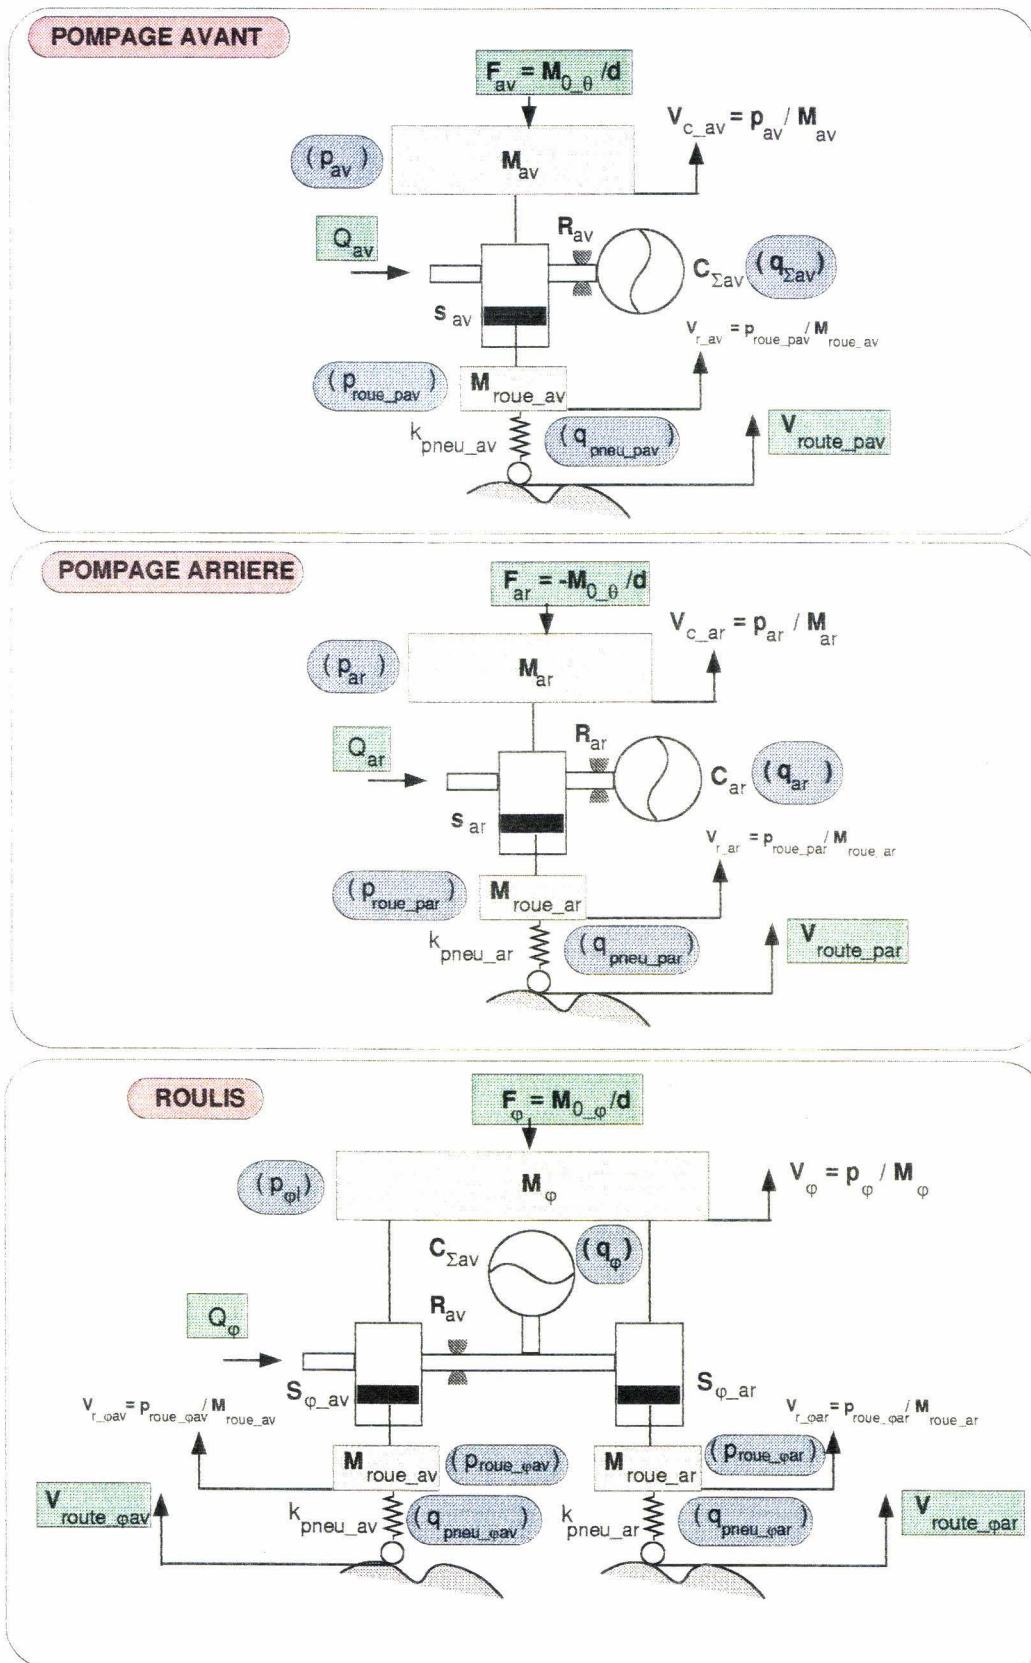 POMPAGE AVANT
F_av = M_0_θ /d
V_c_av = p_av / M_av
(p_av)
M_av
Q_av
R_av
C_Σav (q_Σav)
s_av
V_r_av = p_roue_pav / M_roue_av
(p_roue_pav)
M_roue_av
V_route_pav
k_pneu_av
(q_pneu_pav)
POMPAGE ARRIERE
F_ar = -M_0_θ /d
V_c_ar = p_ar / M_ar
(p_ar)
M_ar
Q_ar
R_ar
C_ar (q_ar)
s_ar
V_r_ar = p_roue_par / M_roue_ar
(p_roue_par)
M_roue_ar
V_route_par
k_pneu_ar
(q_pneu_par)
ROULIS
F_φ = M_0_φ /d
(p_φl)
M_φ
V_φ = p_φ / M_φ
C_Σav
(q_φ)
R_av
Q_φ
S_φ_av
S_φ_ar
V_r_φav = p_roue_φav / M_roue_av
V_r_φar = p_roue_φar / M_roue_ar
M_roue_av
(p_roue_φav)
M_roue_ar
(p_roue_φar)
V_route_φav
k_pneu_av
(q_pneu_φav)
k_pneu_ar
(q_pneu_φar)
V_route_φar